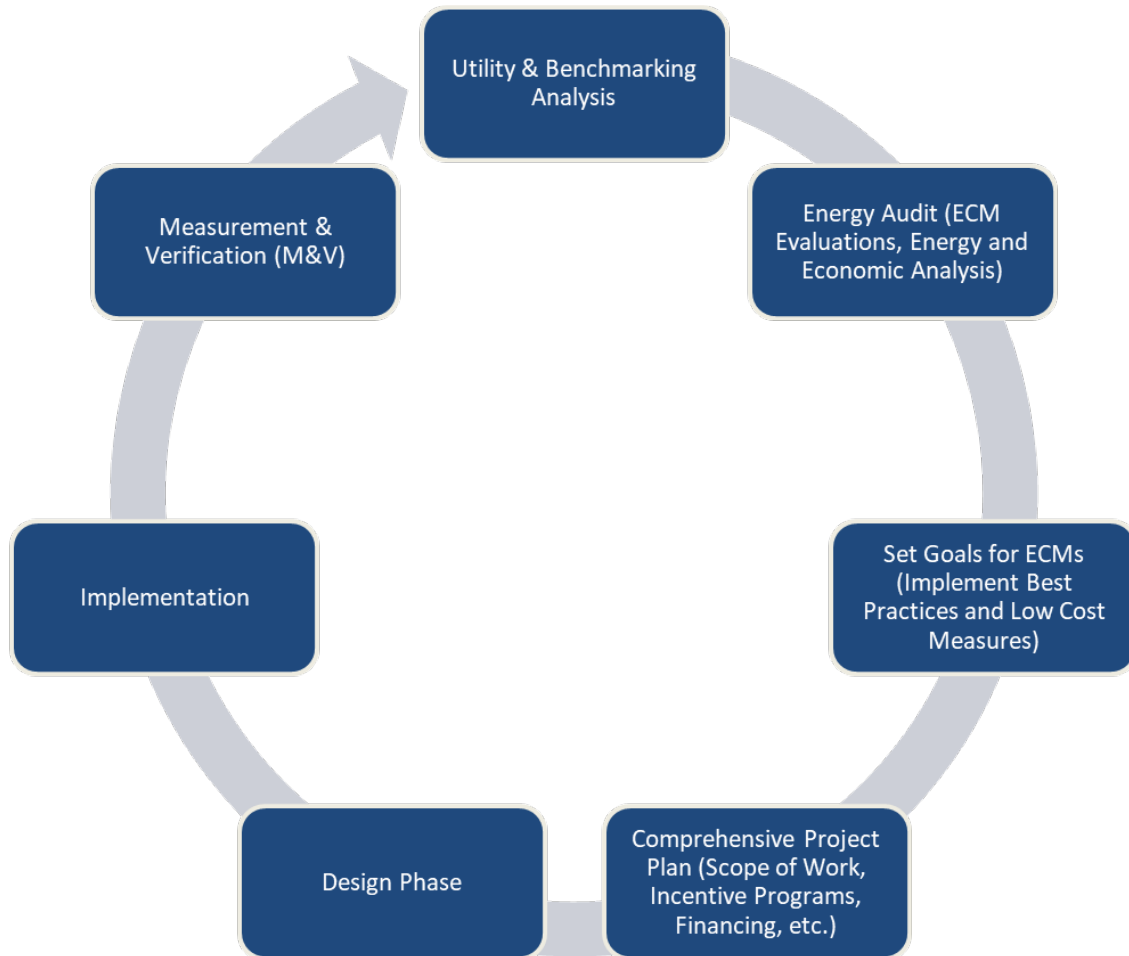 Utility & Benchmarking
Analysis
Energy Audit (ECM
Evaluations, Energy and
Economic Analysis)
Set Goals for ECMs
(Implement Best
Practices and Low Cost
Measures)
Comprehensive Project
Plan (Scope of Work,
Incentive Programs,
Financing, etc.)
Design Phase
Implementation
Measurement &
Verification (M&V)